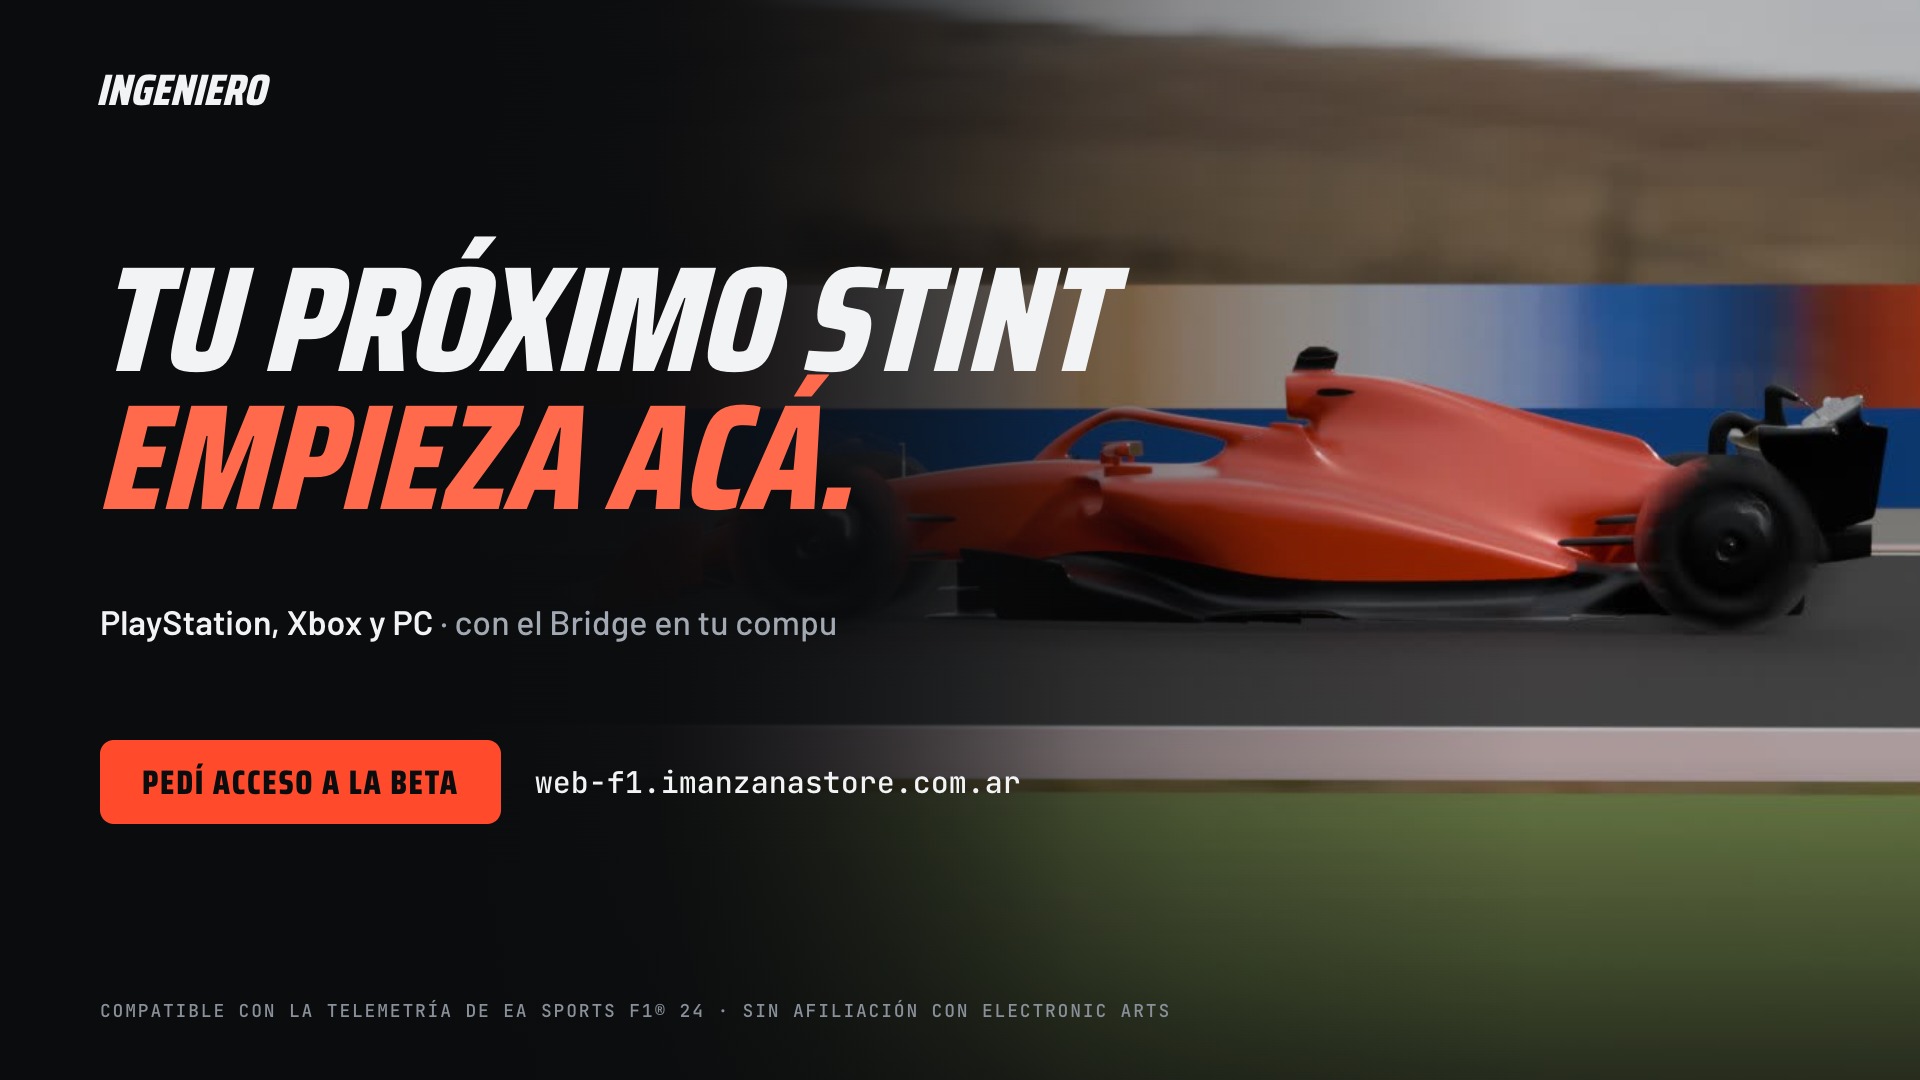 INGENIERO
TU PRÓXIMO STINT
EMPIEZA ACÁ.
PlayStation, Xbox y PC · con el Bridge en tu compu
PEDÍ ACCESO A LA BETA
web-f1.imanzanastore.com.ar
COMPATIBLE CON LA TELEMETRÍA DE EA SPORTS F1® 24 · SIN AFILIACIÓN CON ELECTRONIC ARTS